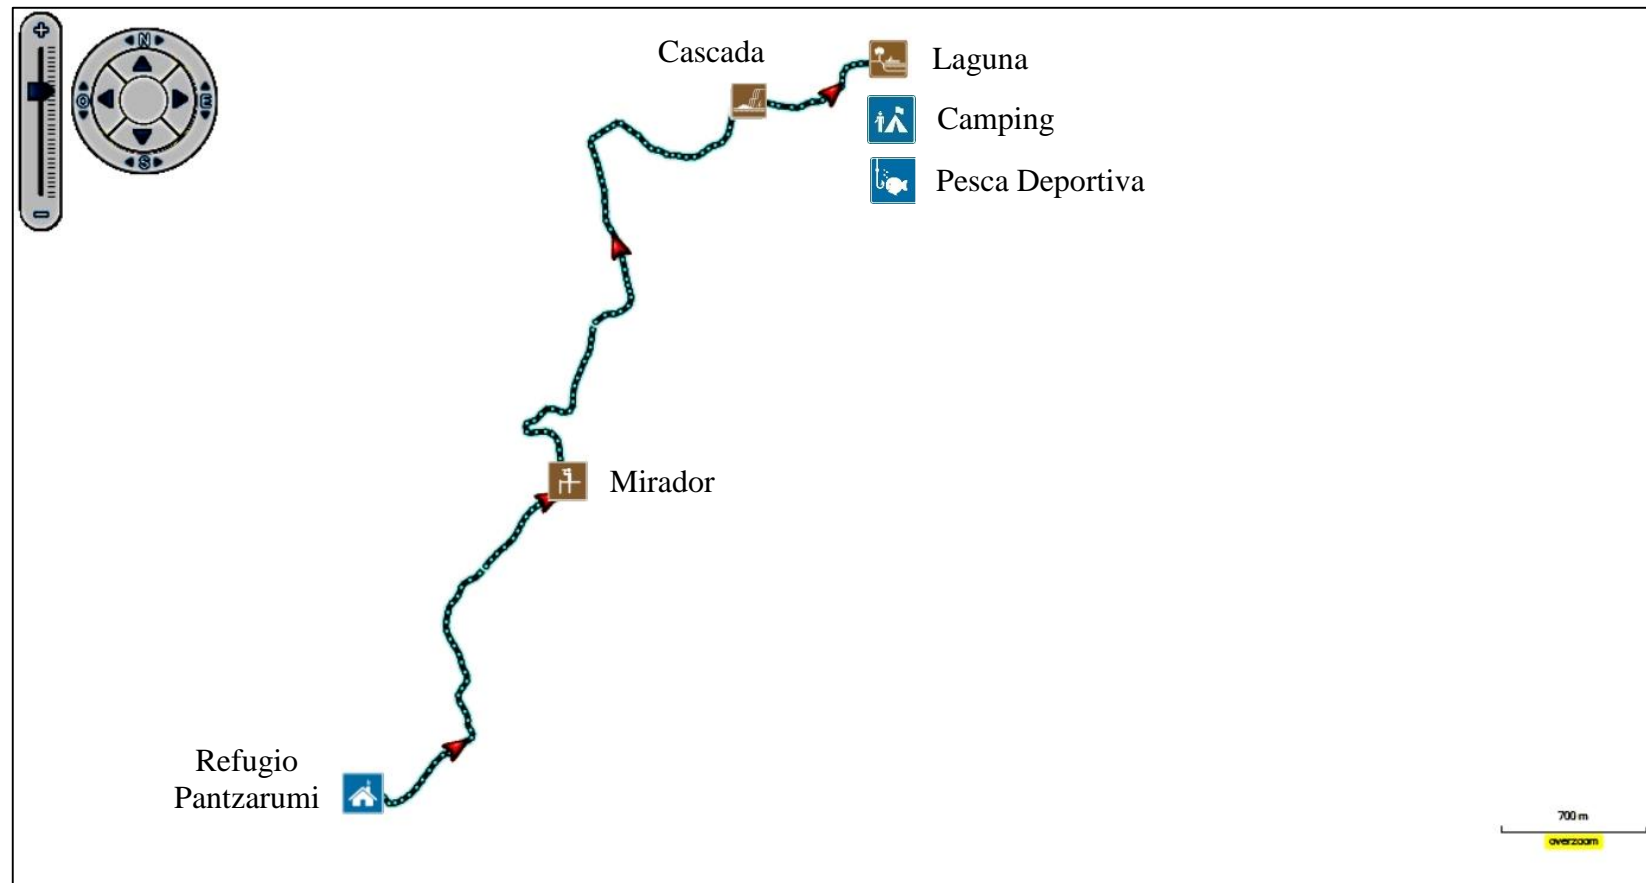 +
N
O
E
S
−
Cascada
Laguna
Camping
Pesca Deportiva
Mirador
Refugio
Pantzarumi
700 m
overzoom